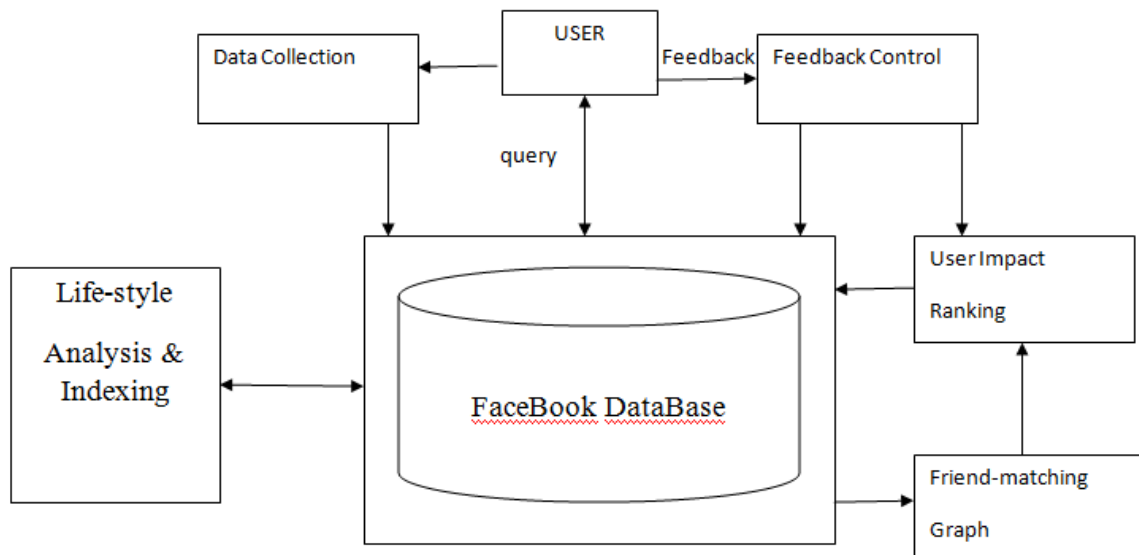 USER
Data Collection
Feedback
Feedback Control
query
User Impact
Ranking
Life-style
Analysis &
Indexing
FaceBook DataBase
Friend-matching
Graph